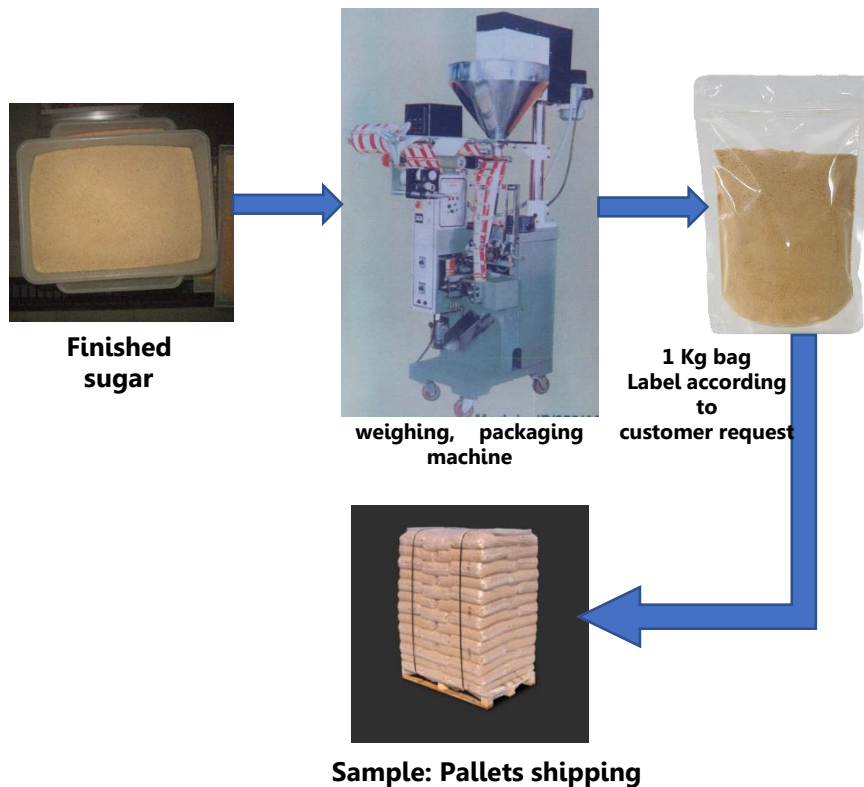 Finished
sugar
weighing, packaging
machine
1 Kg bag
Label according
to
customer request
Sample: Pallets shipping